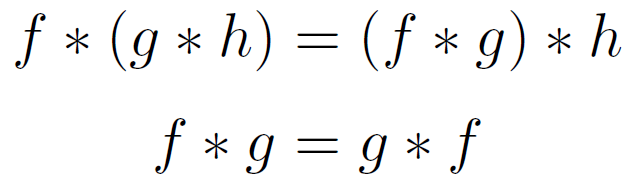 f ∗ (g ∗ h) = (f ∗ g) ∗ h
f ∗ g = g ∗ f